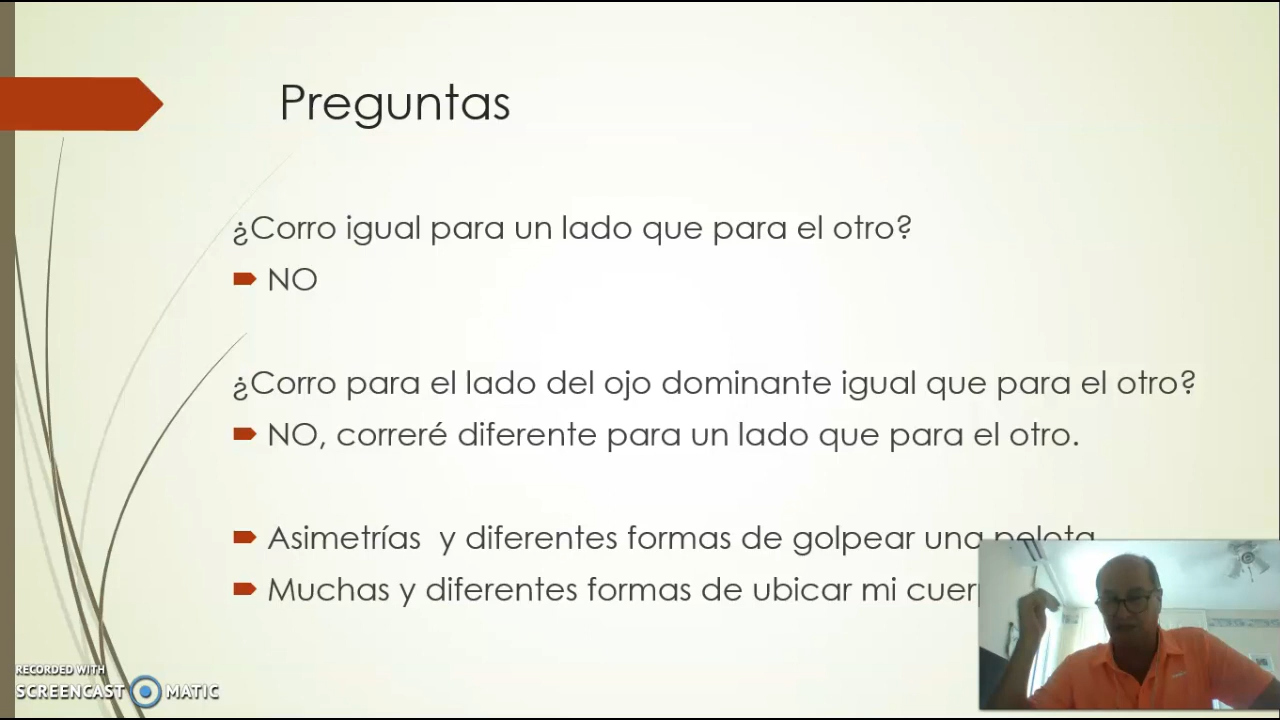 Preguntas
¿Corro igual para un lado que para el otro?
NO
¿Corro para el lado del ojo dominante igual que para el otro?
NO, correré diferente para un lado que para el otro.
Asimetrías y diferentes formas de golpear una pelota
Muchas y diferentes formas de ubicar mi
RECORDED WITH
SCREENCAST MATIC